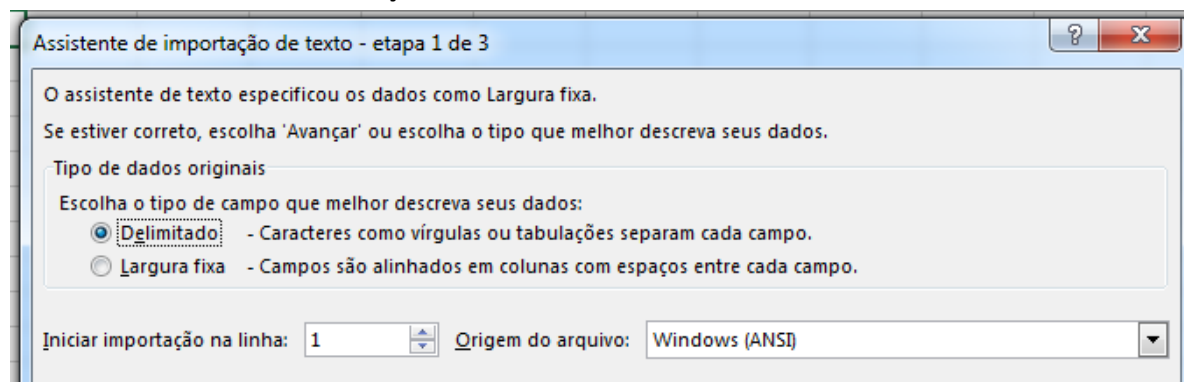 Assistente de importação de texto - etapa 1 de 3
O assistente de texto especificou os dados como Largura fixa.
Se estiver correto, escolha 'Avançar' ou escolha o tipo que melhor descreva seus dados.
Tipo de dados originais
Escolha o tipo de campo que melhor descreva seus dados:
Delimitado - Caracteres como vírgulas ou tabulações separam cada campo.
Largura fixa - Campos são alinhados em colunas com espaços entre cada campo.
Iniciar importação na linha: 1 Origem do arquivo: Windows (ANSI)